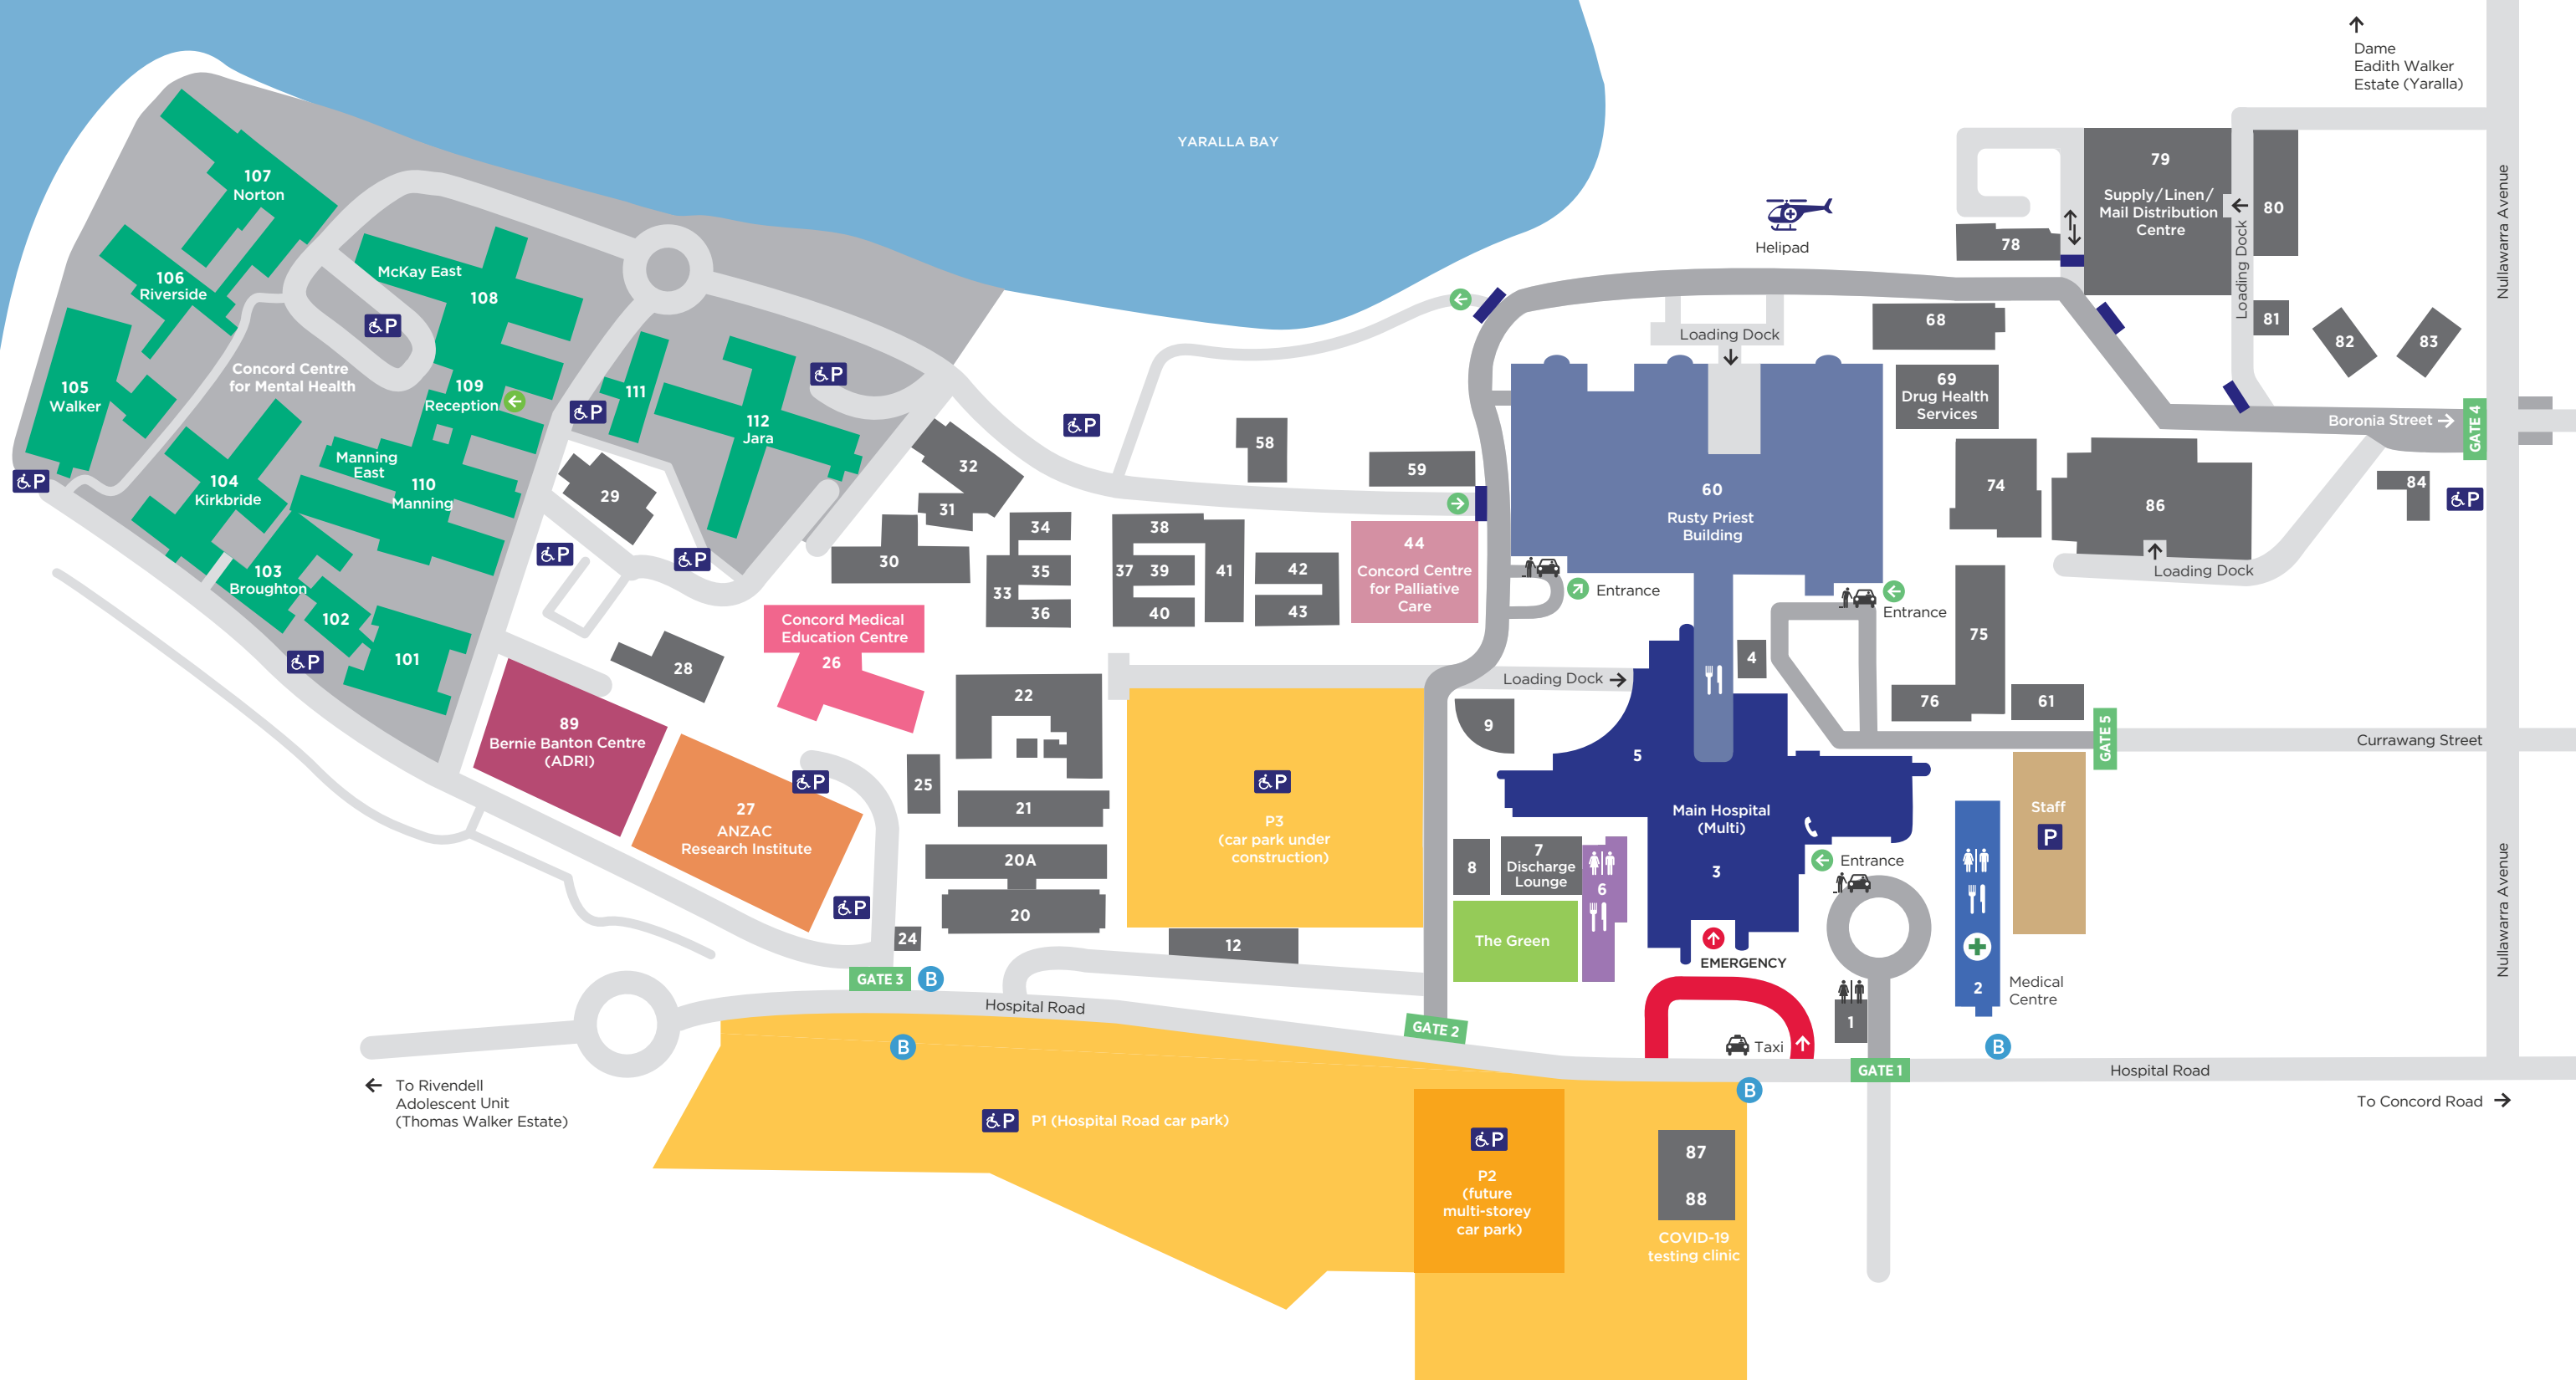 YARALLA BAY
Dame
Eadith Walker
Estate (Yaralla)
Nullawarra Avenue
79
Supply/Linen/
Mail Distribution
Centre
80
Loading Dock
78
Helipad
107
Norton
McKay East
108
106
Riverside
Concord Centre
for Mental Health
105
Walker
109
Reception
111
112
Jara
Manning
East
104
Kirkbride
110
Manning
103
Broughton
102
101
P
P
P
P
P
P
P
P
29
32
31
30
34
35
33
36
38
37
39
40
41
42
43
58
59
Loading Dock
68
69
Drug Health
Services
81
82
83
Boronia Street
GATE 4
84
P
74
86
Loading Dock
60
Rusty Priest
Building
44
Concord Centre
for Palliative
Care
Entrance
Entrance
75
76
61
GATE 5
Currawang Street
4
Loading Dock
Concord Medical
Education Centre
26
28
22
89
Bernie Banton Centre
(ADRI)
27
ANZAC
Research Institute
P
P
25
21
20A
20
24
P
P3
(car park under
construction)
12
9
5
Main Hospital
(Multi)
3
8
7
Discharge
Lounge
6
The Green
EMERGENCY
Entrance
Staff
P
2
Medical
Centre
1
Taxi
B
GATE 3
B
B
Hospital Road
GATE 2
GATE 1
B
Hospital Road
Nullawarra Avenue
To Concord Road
To Rivendell
Adolescent Unit
(Thomas Walker Estate)
P
P1 (Hospital Road car park)
P
P2
(future
multi-storey
car park)
87
88
COVID-19
testing clinic